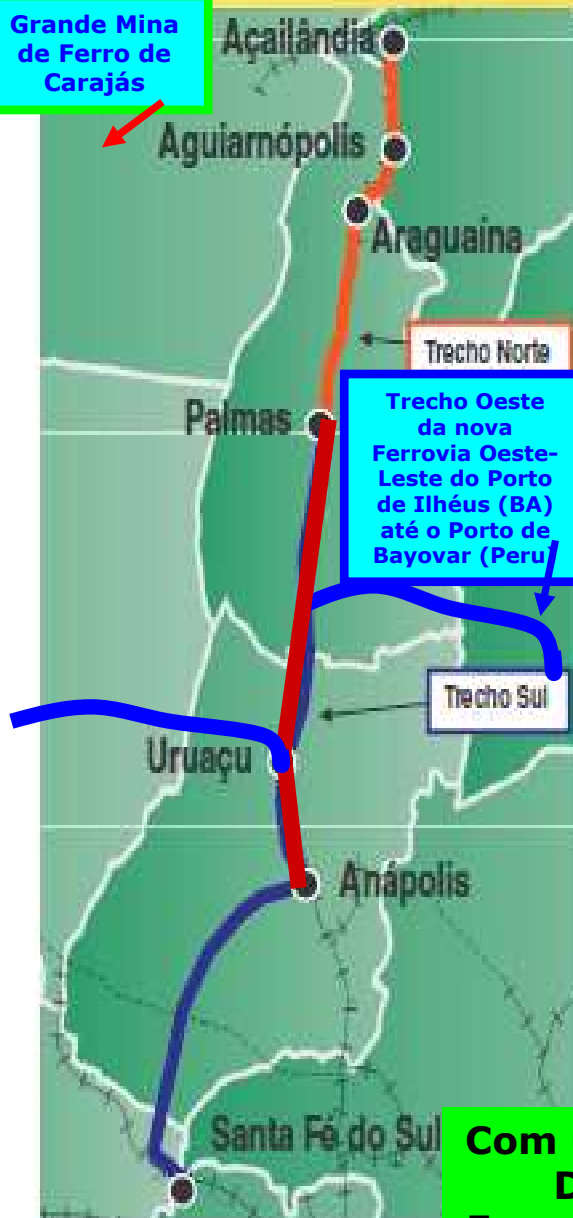 Grande Mina
de Ferro de
Carajás
Açailândia
Aguiarnópolis
Araguaina
Trecho Norte
Palmas
Trecho Oeste
da nova
Ferrovia Oeste-
Leste do Porto
de Ilhéus (BA)
até o Porto de
Bayovar (Peru)
Trecho Sul
Uruaçu
Anápolis
Santa Fé do Sul
Com
D